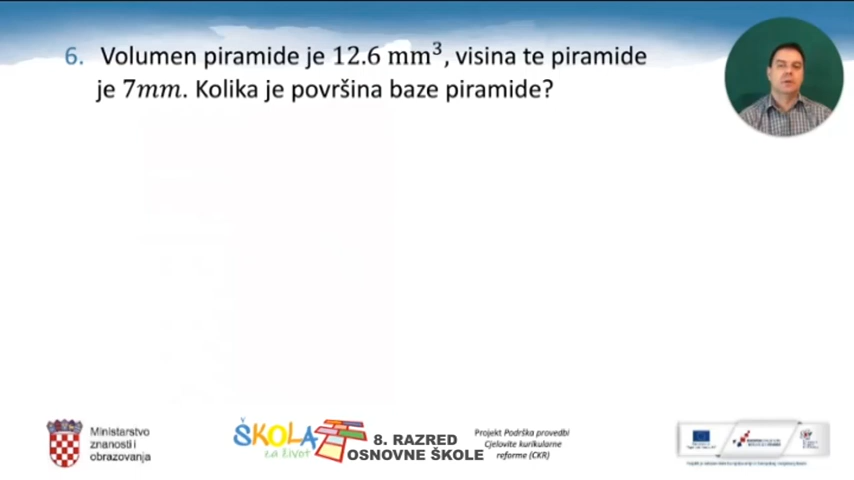 6. Volumen piramide je 12.6 mm³, visina te piramide
je 7mm. Kolika je površina baze piramide?
Ministarstvo
znanosti i
obrazovanja
ŠKOLA
za život
8. RAZRED
OSNOVNE ŠKOLE
Projekt Podrška provedbi
Cjelovite kurikularne
reforme (CKR)